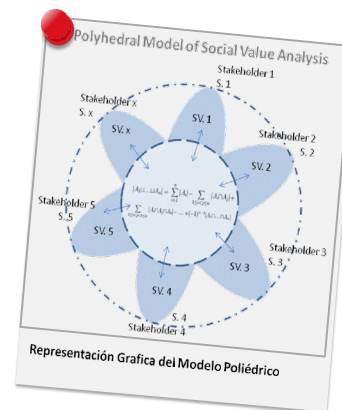 Polyhedral Model of Social Value Analysis
Stakeholder 1
S. 1
Stakeholder x
S. x
SV. 1
Stakeholder 2
S. 2
SV. x
SV. 2
Stakeholder 5
S..5
SV. 5
Stakeholder 3
S. 3
SV. 3
SV. 4
S. 4
Stakeholder 4
Representación Grafica del Modelo Poliédrico